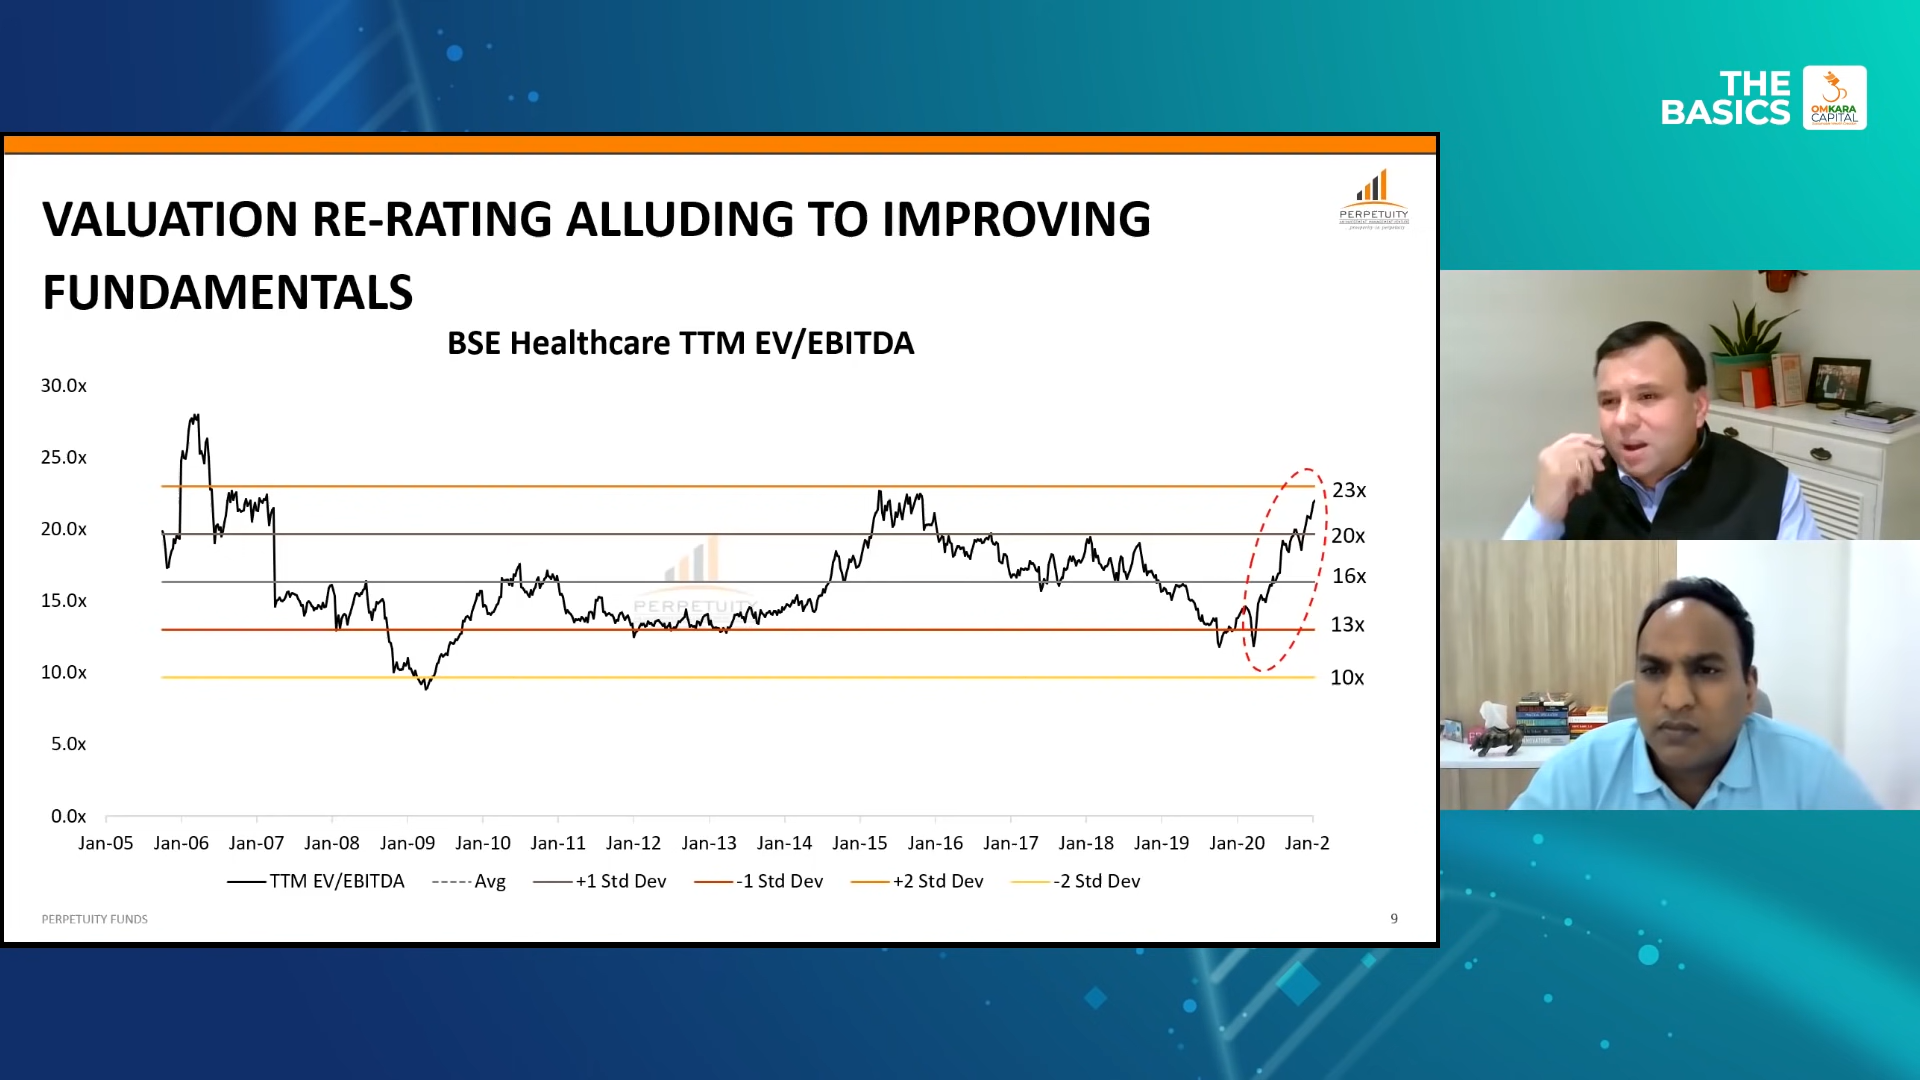 THE
BASICS
OMKARA
CAPITAL
PERPETUITY
VALUATION RE-RATING ALLUDING TO IMPROVING
FUNDAMENTALS
BSE Healthcare TTM EV/EBITDA
30.0x
25.0x
20.0x
15.0x
10.0x
5.0x
0.0x
23x
20x
16x
13x
10x
PERPETUITY
Jan-05 Jan-06 Jan-07 Jan-08 Jan-09 Jan-10 Jan-11 Jan-12 Jan-13 Jan-14 Jan-15 Jan-16 Jan-17 Jan-18 Jan-19 Jan-20 Jan-2
TTM EV/EBITDA Avg +1 Std Dev -1 Std Dev +2 Std Dev -2 Std Dev
PERPETUITY FUNDS
9